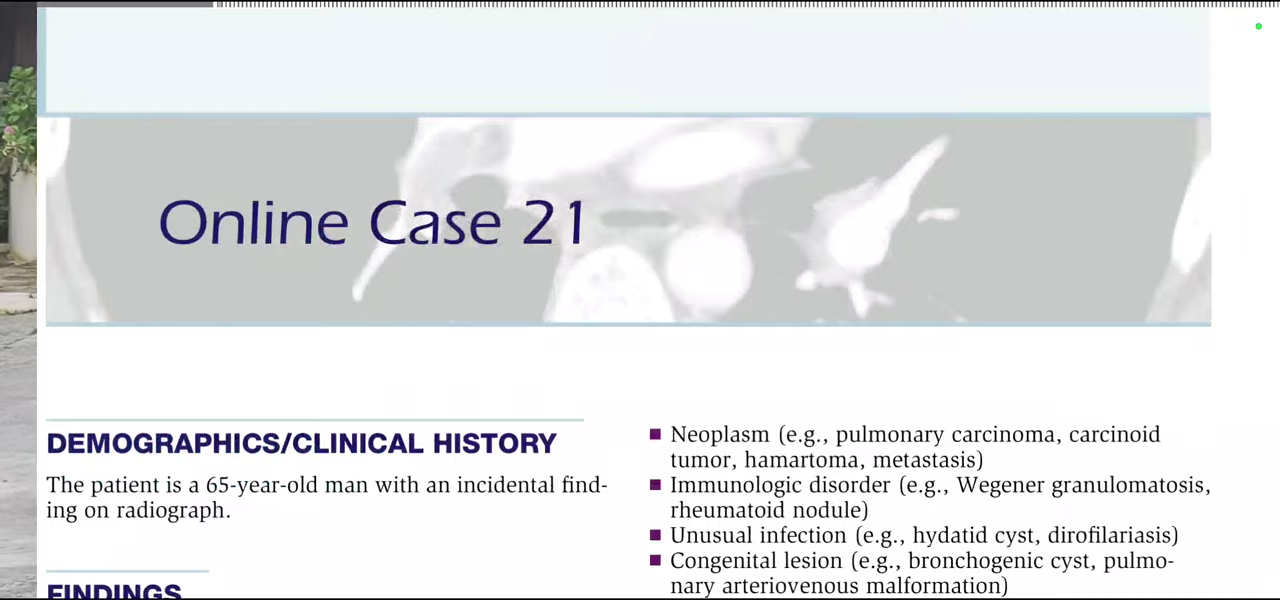 Online Case 21
DEMOGRAPHICS/CLINICAL HISTORY
The patient is a 65-year-old man with an incidental find-
ing on radiograph.
FINDINGS
■ Neoplasm (e.g., pulmonary carcinoma, carcinoid
tumor, hamartoma, metastasis)
■ Immunologic disorder (e.g., Wegener granulomatosis,
rheumatoid nodule)
■ Unusual infection (e.g., hydatid cyst, dirofilariasis)
■ Congenital lesion (e.g., bronchogenic cyst, pulmo-
nary arteriovenous malformation)